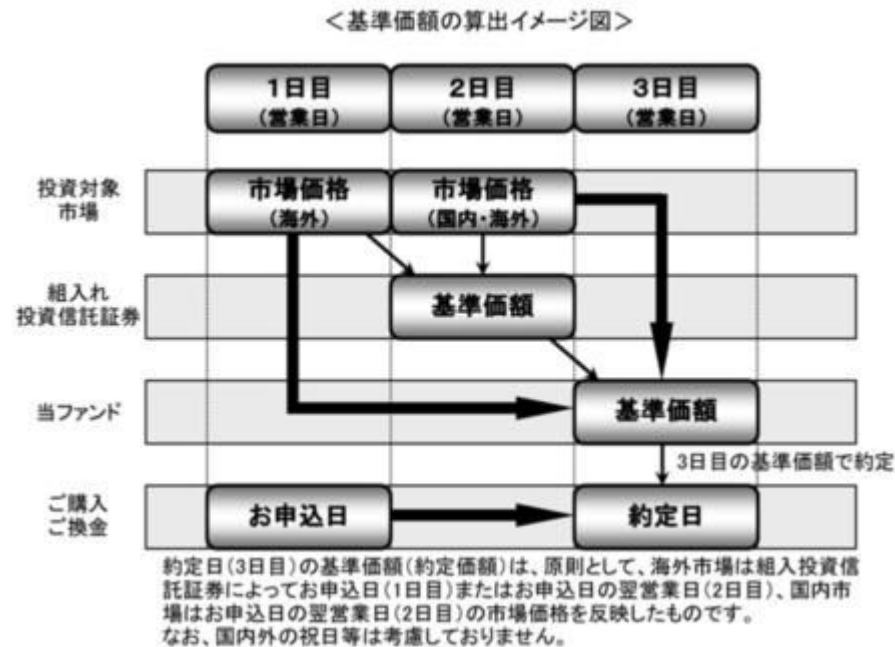 ＜基準価額の算出イメージ図＞
1日目
（営業日）
2日目
（営業日）
3日目
（営業日）
投資対象
市場
市場価格
（海外）
市場価格
（国内・海外）
組入れ
投資信託証券
基準価額
当ファンド
基準価額
3日目の基準価額で約定
ご購入
ご換金
お申込日
約定日
約定日（3日目）の基準価額（約定価額）は、原則として、海外市場は組入投資信
託証券によってお申込日（1日目）またはお申込日の翌営業日（2日目）、国内市
場はお申込日の翌営業日（2日目）の市場価格を反映したものです。
なお、国内外の祝日等は考慮しておりません。